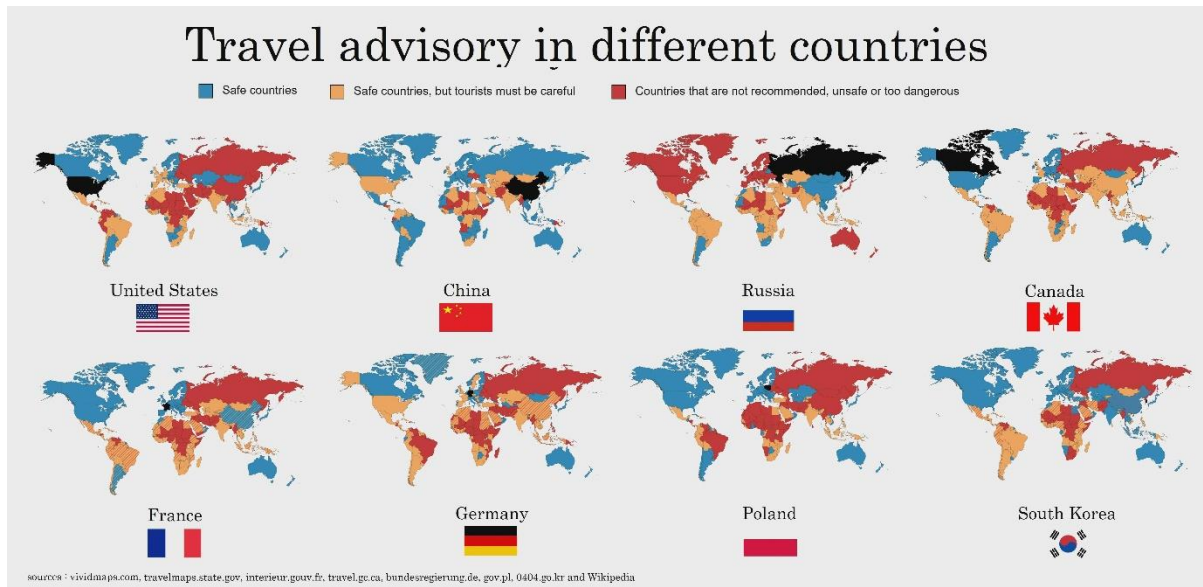 Travel advisory in different countries
Safe countries
Safe countries, but tourists must be careful
Countries that are not recommended, unsafe or too dangerous
United States
China
Russia
Canada
France
Germany
Poland
South Korea
sources : vividmaps.com, travelmaps.state.gov, interieur.gouv.fr, travel.gc.ca, bundesregierung.de, gov.pl, 0404.go.kr and Wikipedia